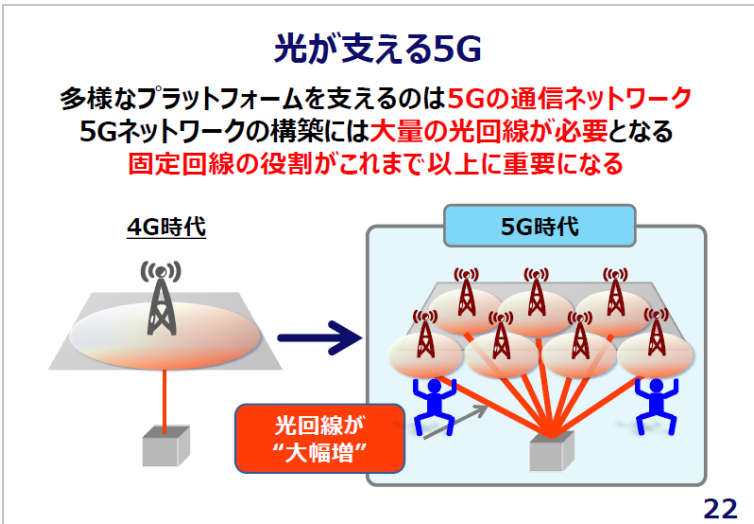 光が支える5G
多様なプラットフォームを支えるのは5Gの通信ネットワーク
5Gネットワークの構築には大量の光回線が必要となる
固定回線の役割がこれまで以上に重要になる
4G時代
5G時代
光回線が
“大幅増”
22